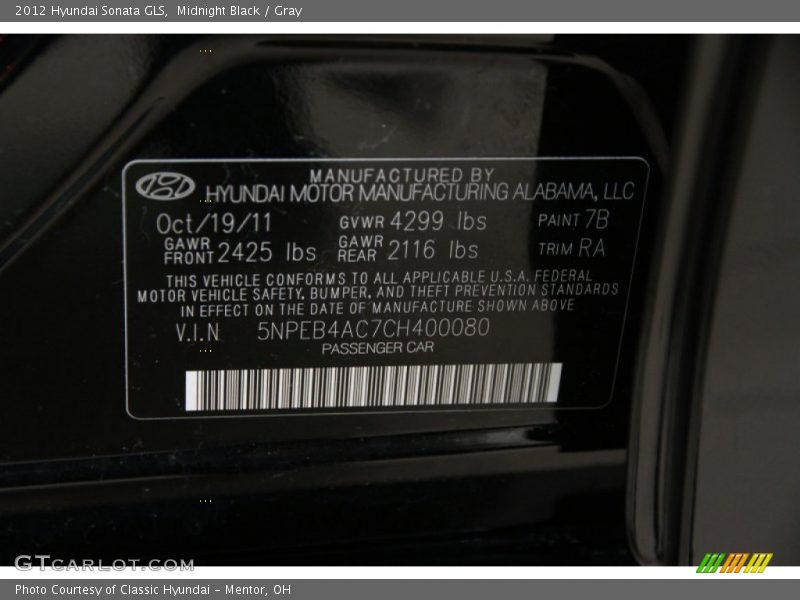 2012 Hyundai Sonata GLS, Midnight Black / Gray
MANUFACTURED BY
HYUNDAI MOTOR MANUFACTURING ALABAMA, LLC
Oct/19/11 GVWR 4299 lbs PAINT 7B
GAWR FRONT 2425 lbs GAWR REAR 2116 lbs TRIM RA
THIS VEHICLE CONFORMS TO ALL APPLICABLE U.S.A. FEDERAL
MOTOR VEHICLE SAFETY, BUMPER, AND THEFT PREVENTION STANDARDS
IN EFFECT ON THE DATE OF MANUFACTURE SHOWN ABOVE
V.I.N 5NPEB4AC7CH400080
PASSENGER CAR
GTCARLOT.COM
Photo Courtesy of Classic Hyundai - Mentor, OH